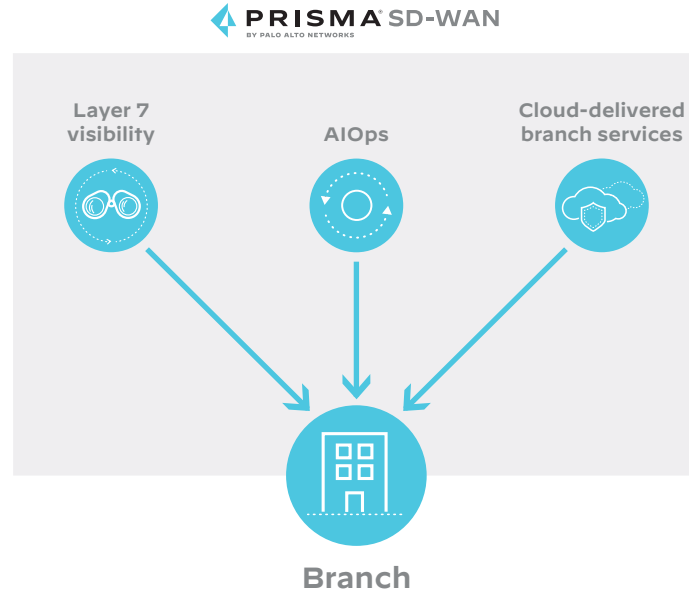 PRISMA® SD-WAN
BY PALO ALTO NETWORKS
Layer 7
visibility
AIOps
Cloud-delivered
branch services
Branch